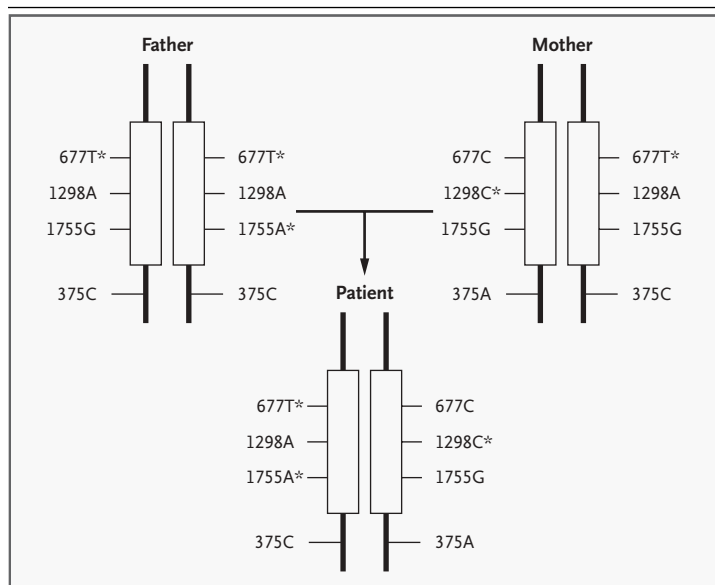 Father
Mother
677T*
677T*
677C
677T*
1298A
1298A
1298C*
1298A
1755G
1755A*
1755G
1755G
375C
375C
375A
375C
Patient
677T*
677C
1298A
1298C*
1755A*
1755G
375C
375A